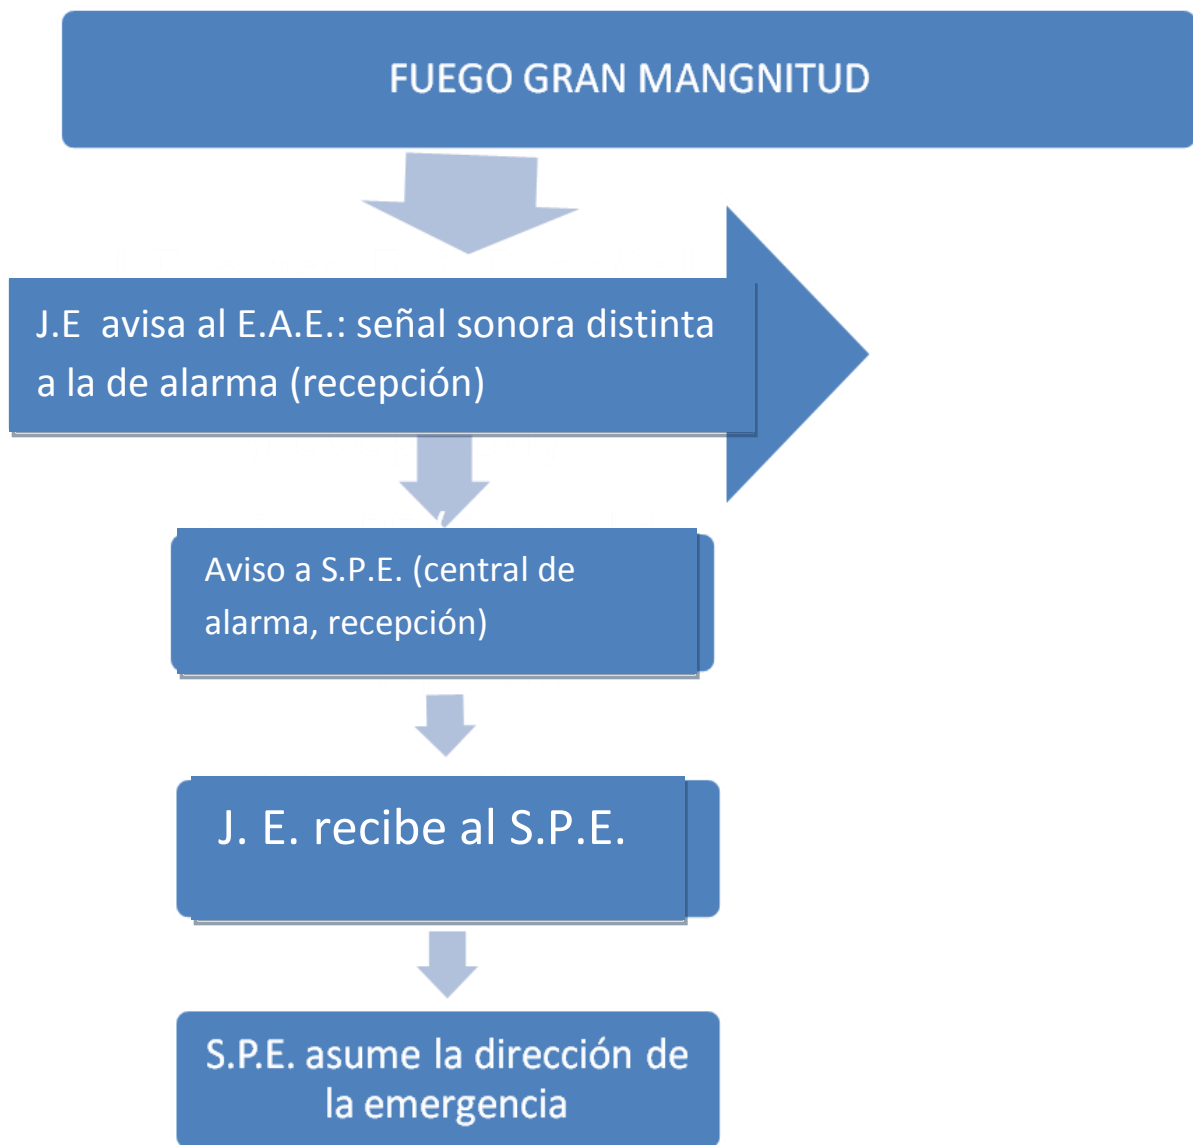 FUEGO GRAN MANGNITUD
J.E avisa al E.A.E.: señal sonora distinta
a la de alarma (recepción)
Aviso a S.P.E. (central de
alarma, recepción)
J. E. recibe al S.P.E.
S.P.E. asume la dirección de
la emergencia